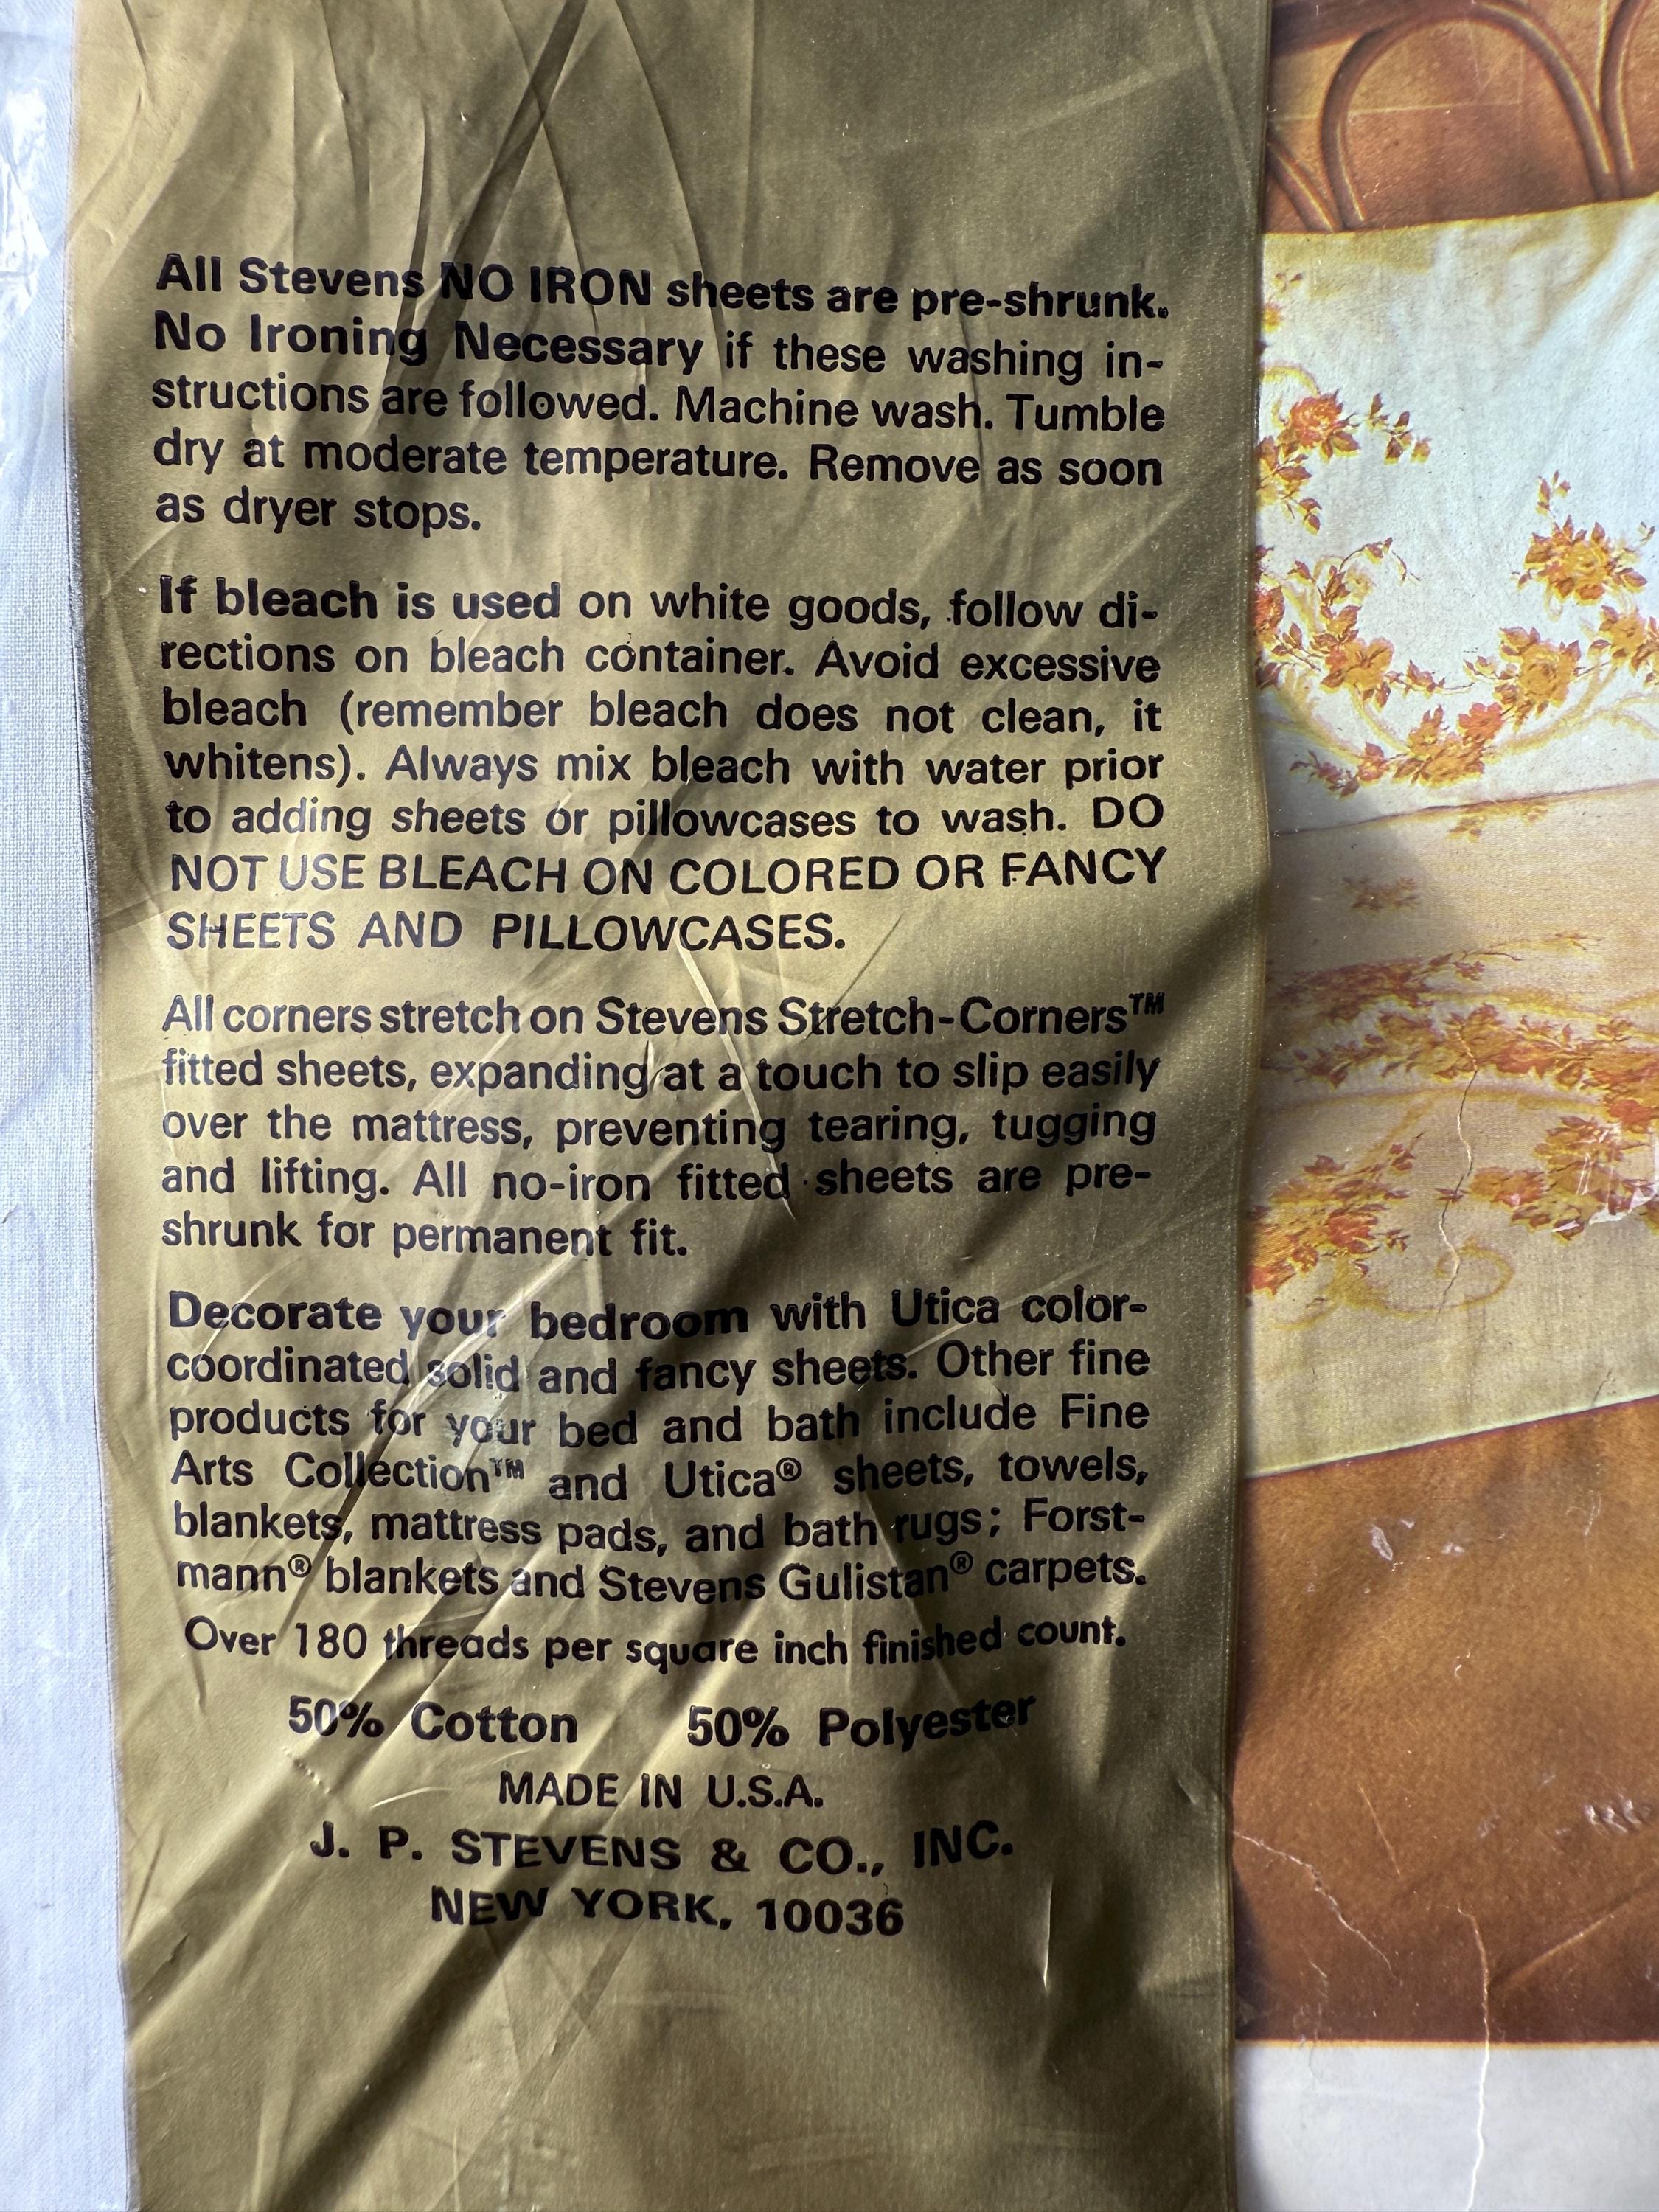 All Stevens NO IRON sheets are pre-shrunk.
No Ironing Necessary if these washing in-
structions are followed. Machine wash. Tumble
dry at moderate temperature. Remove as soon
as dryer stops.
If bleach is used on white goods, follow di-
rections on bleach container. Avoid excessive
bleach (remember bleach does not clean, it
whitens). Always mix bleach with water prior
to adding sheets or pillowcases to wash. DO
NOT USE BLEACH ON COLORED OR FANCY
SHEETS AND PILLOWCASES.
All corners stretch on Stevens Stretch-Corners™
fitted sheets, expanding at a touch to slip easily
over the mattress, preventing tearing, tugging
and lifting. All no-iron fitted sheets are pre-
shrunk for permanent fit.
Decorate your bedroom with Utica color-
coordinated solid and fancy sheets. Other fine
products for your bed and bath include Fine
Arts Collection™ and Utica® sheets, towels,
blankets, mattress pads, and bath rugs; Forst-
mann® blankets and Stevens Gulistan® carpets.
Over 180 threads per square inch finished count.
50% Cotton 50% Polyester
MADE IN U.S.A.
J. P. STEVENS & CO., INC.
NEW YORK, 10036